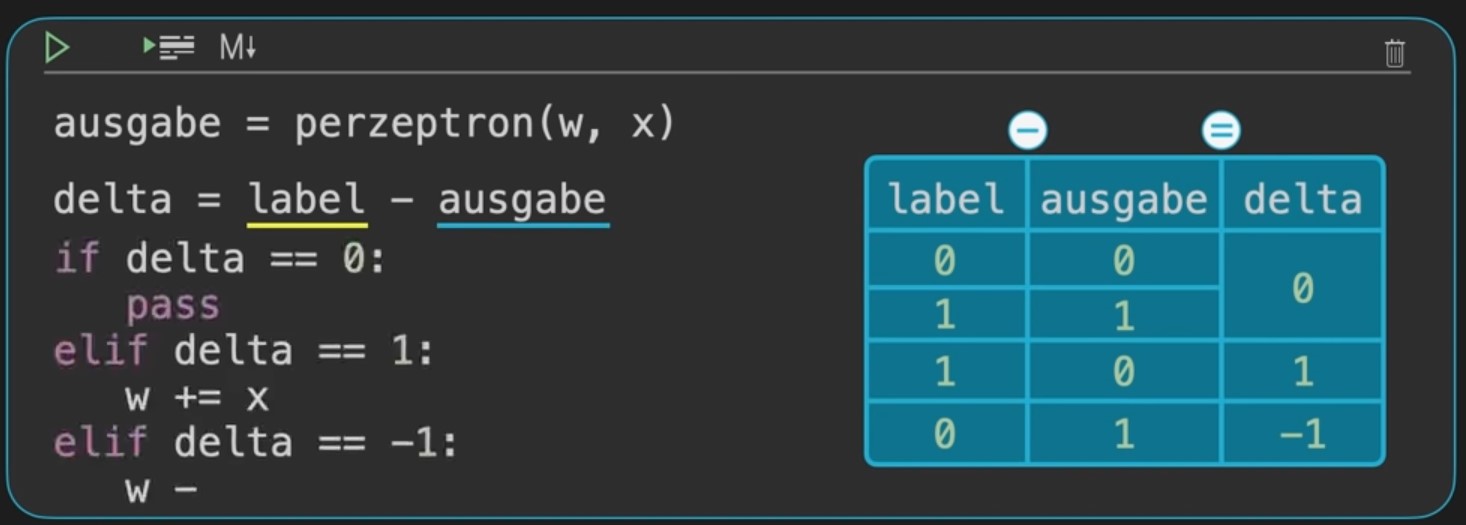 M↓
ausgabe = perzeptron(w, x)
delta = label - ausgabe
if delta == 0:
pass
elif delta == 1:
w += x
elif delta == -1:
w -
- =
label ausgabe delta
0 0 0
1 1
1 0 1
0 1 -1